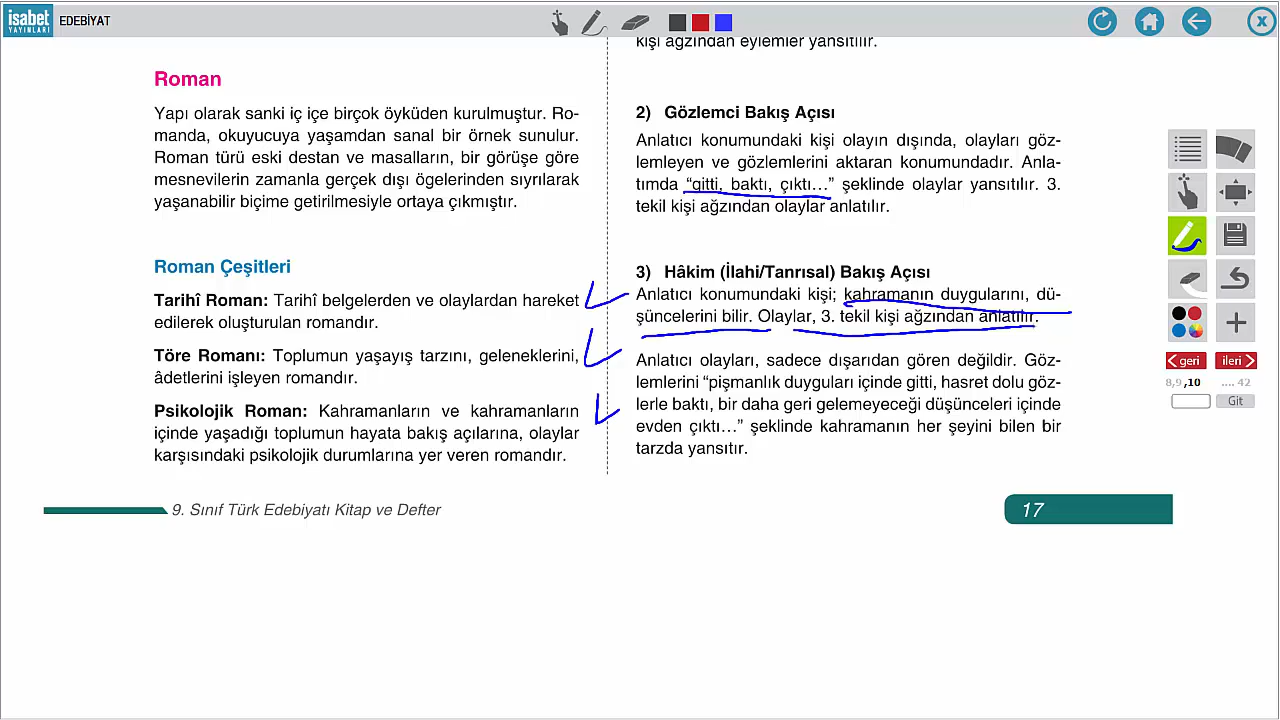 isabet
YAYINLARI
EDEBİYAT
Roman
Yapı olarak sanki iç içe birçok öyküden kurulmuştur. Ro-
manda, okuyucuya yaşamdan sanal bir örnek sunulur.
Roman türü eski destan ve masalların, bir görüşe göre
mesnevilerin zamanla gerçek dışı ögelerinden sıyrılarak
yaşanabilir biçime getirilmesiyle ortaya çıkmıştır.
Roman Çeşitleri
Tarihî Roman: Tarihî belgelerden ve olaylardan hareket
edilerek oluşturulan romandır.
Töre Romanı: Toplumun yaşayış tarzını, geleneklerini,
âdetlerini işleyen romandır.
Psikolojik Roman: Kahramanların ve kahramanların
içinde yaşadığı toplumun hayata bakış açılarına, olaylar
karşısındaki psikolojik durumlarına yer veren romandır.
kişi ağzından eylemler yansıtılır.
2) Gözlemci Bakış Açısı
Anlatıcı konumundaki kişi olayın dışında, olayları göz-
lemleyen ve gözlemlerini aktaran konumundadır. Anla-
tımda “gitti, baktı, çıktı...” şeklinde olaylar yansıtılır. 3.
tekil kişi ağzından olaylar anlatılır.
3) Hâkim (İlahi/Tanrısal) Bakış Açısı
Anlatıcı konumundaki kişi; kahramanın duygularını, dü-
şüncelerini bilir. Olaylar, 3. tekil kişi ağzından anlatılır.
Anlatıcı olayları, sadece dışarıdan gören değildir. Göz-
lemlerini “pişmanlık duyguları içinde gitti, hasret dolu göz-
lerle baktı, bir daha geri gelemeyeceği düşünceleri içinde
evden çıktı...” şeklinde kahramanın her şeyini bilen bir
tarzda yansıtır.
9. Sınıf Türk Edebiyatı Kitap ve Defter
17
geri
ileri
8,9,10
.... 42
Git